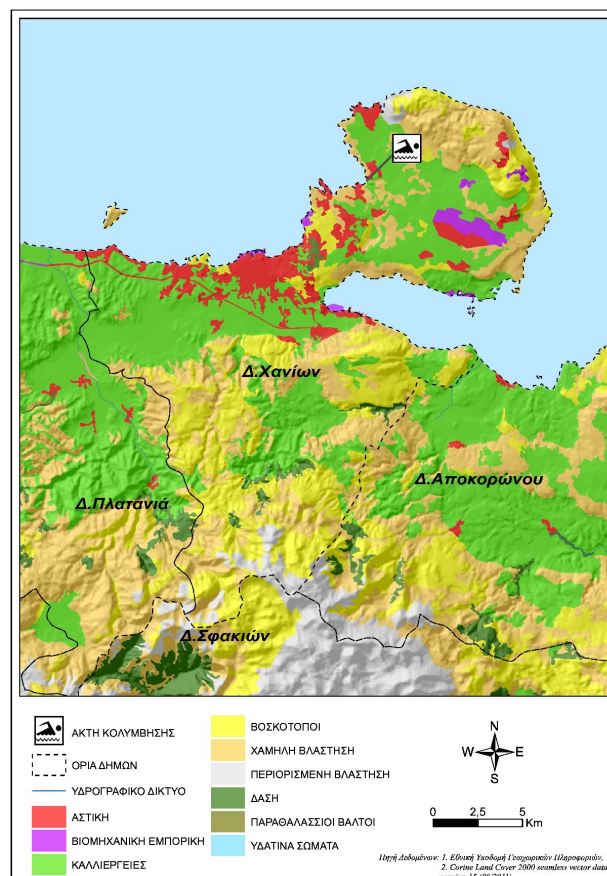 Δ.Χανίων
Δ.Αποκορώνου
Δ.Πλατανιά
Δ.Σφακιών
ΑΚΤΗ ΚΟΛΥΜΒΗΣΗΣ
ΟΡΙΑ ΔΗΜΩΝ
ΥΔΡΟΓΡΑΦΙΚΟ ΔΙΚΤΥΟ
ΑΣΤΙΚΗ
ΒΙΟΜΗΧΑΝΙΚΗ ΕΜΠΟΡΙΚΗ
ΚΑΛΛΙΕΡΓΕΙΕΣ
ΒΟΣΚΟΤΟΠΟΙ
ΧΑΜΗΛΗ ΒΛΑΣΤΗΣΗ
ΠΕΡΙΟΡΙΣΜΕΝΗ ΒΛΑΣΤΗΣΗ
ΔΑΣΗ
ΠΑΡΑΘΑΛΑΣΣΙΟΙ ΒΑΛΤΟΙ
ΥΔΑΤΙΝΑ ΣΩΜΑΤΑ
N
W E
S
0 2,5 5
Km
Πηγή Δεδομένων: 1. Εθνική Υποδομή Γεωχωρικών Πληροφοριών,
2. Corine Land Cover 2000 seamless vector data